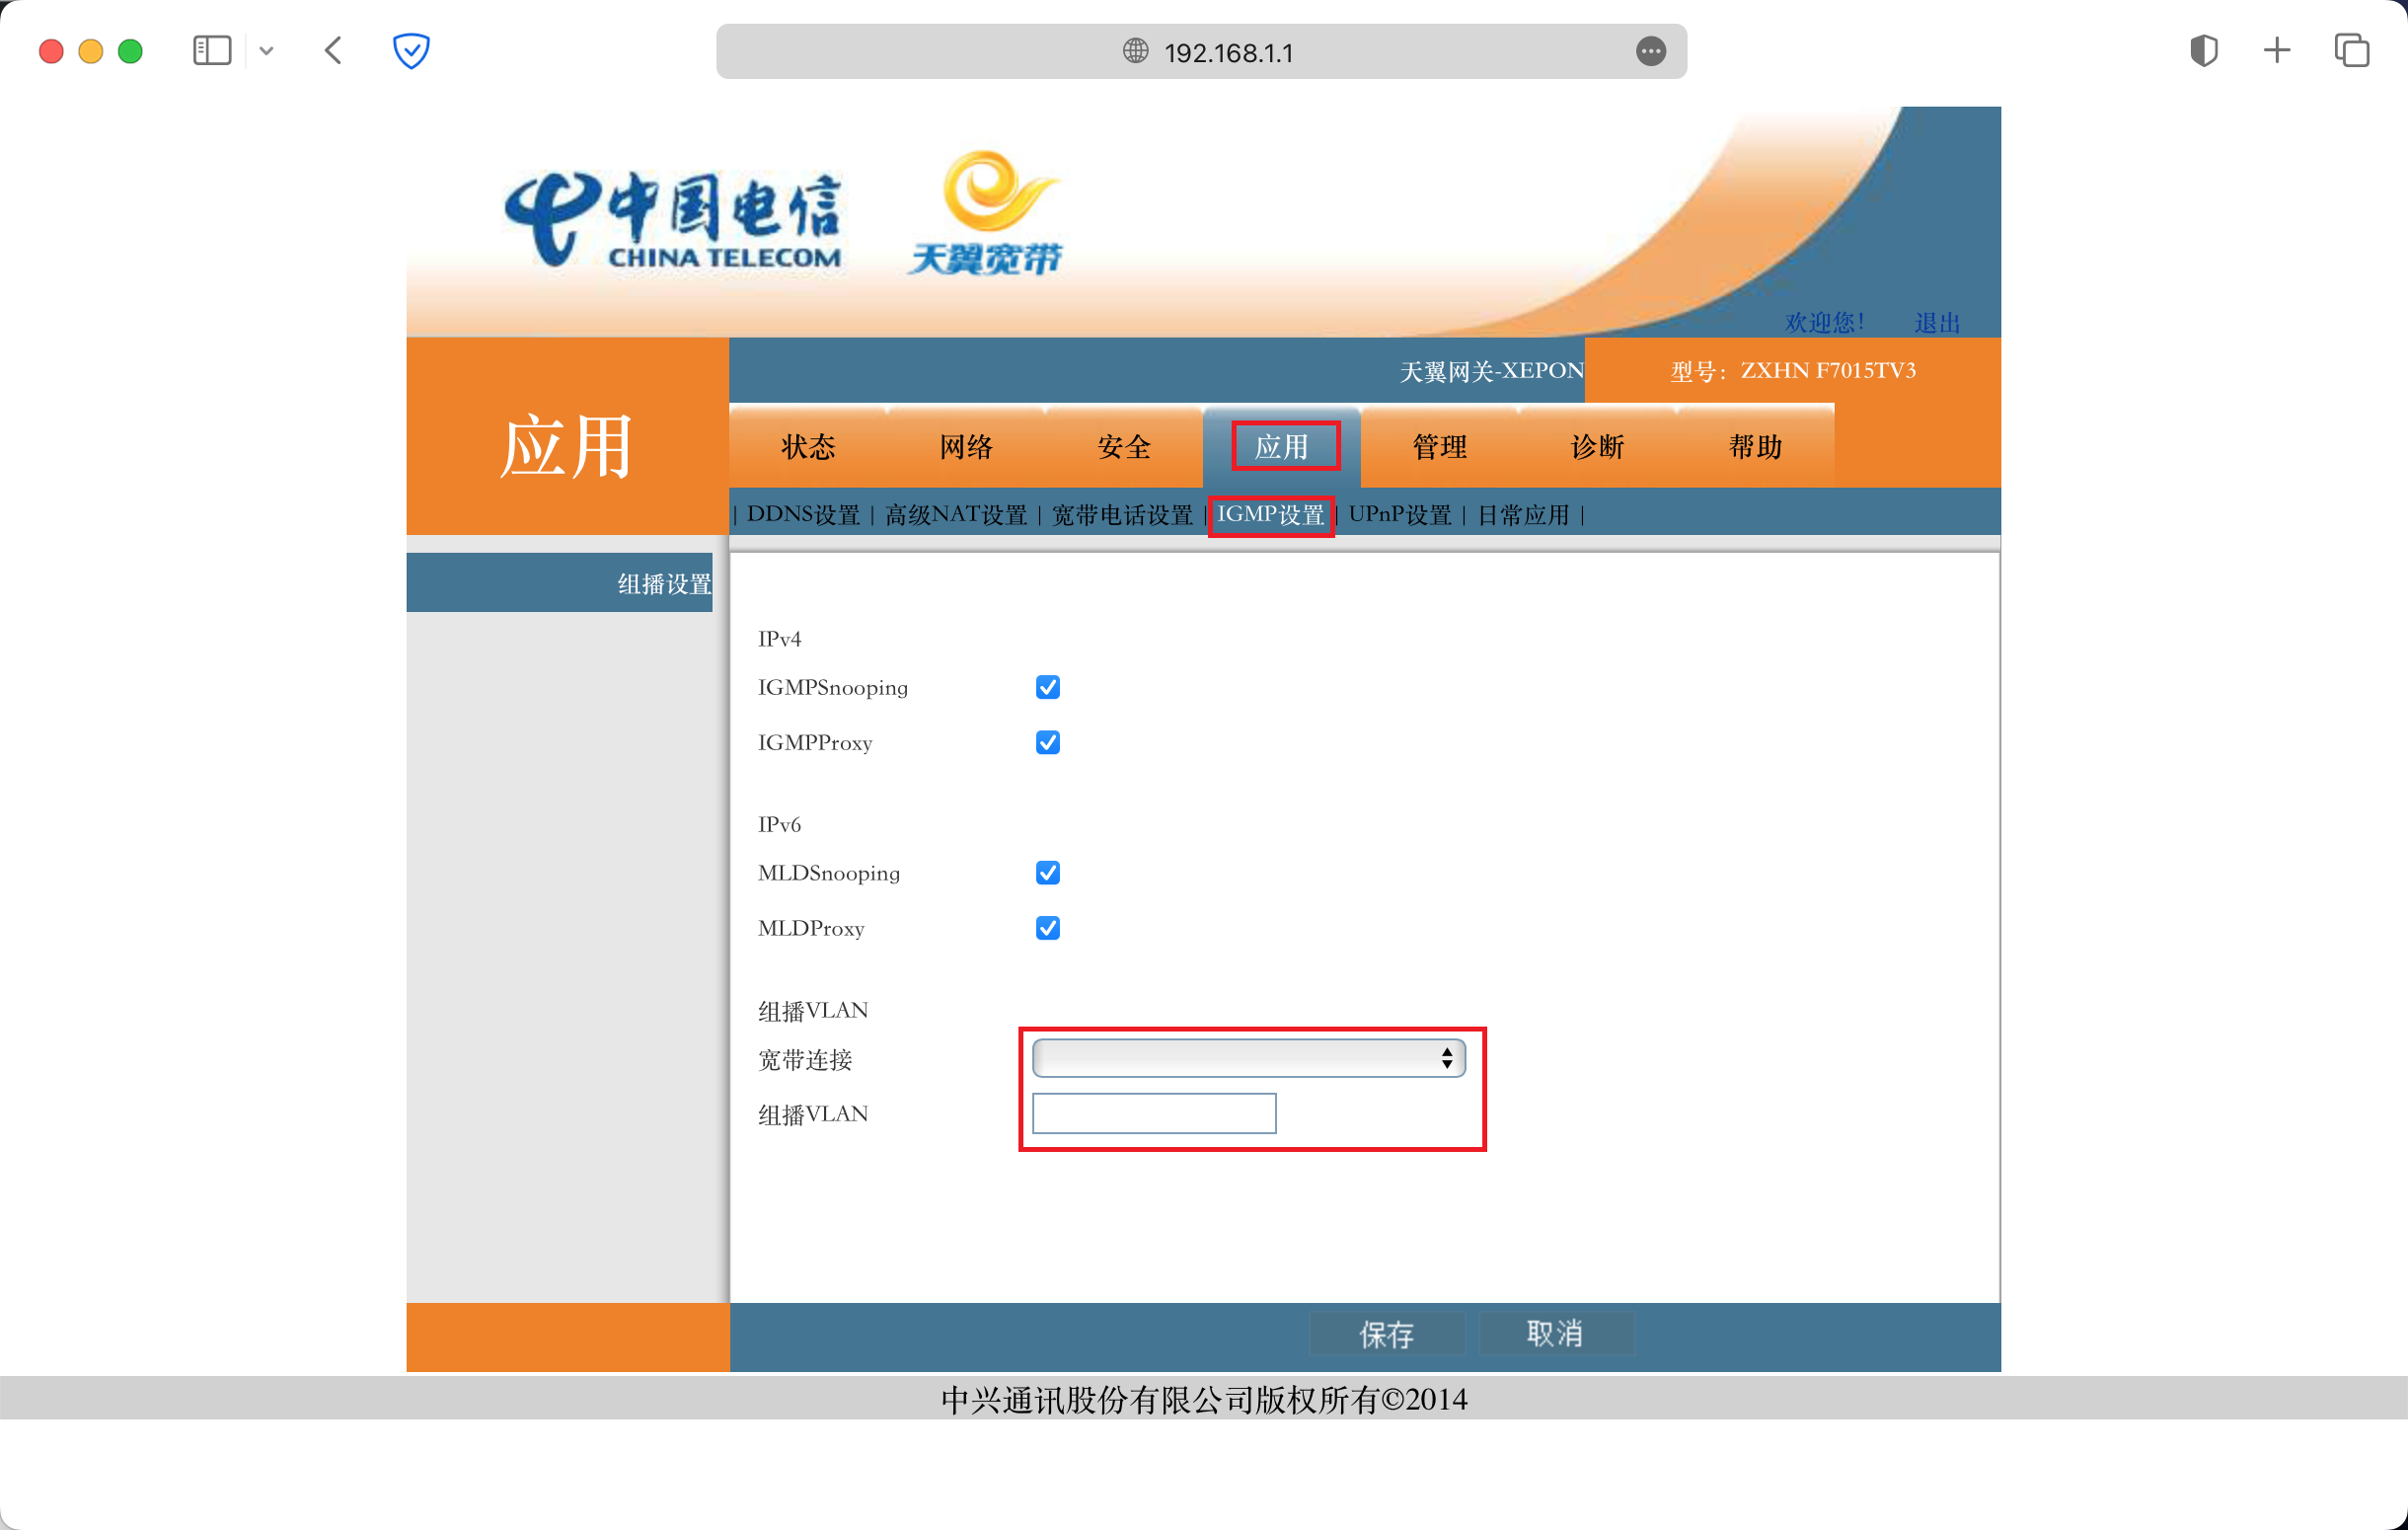 192.168.1.1
中国电信
CHINA TELECOM
天翼宽带
欢迎您! 退出
天翼网关-XEPON 型号: ZXHN F7015TV3
应用
状态 网络 安全 应用 管理 诊断 帮助
| DDNS设置 | 高级NAT设置 | 宽带电话设置 | IGMP设置 | UPnP设置 | 日常应用 |
组播设置
IPv4
IGMPSnooping
IGMPProxy
IPv6
MLDSnooping
MLDProxy
组播VLAN
宽带连接
组播VLAN
保存 取消
中兴通讯股份有限公司版权所有©2014